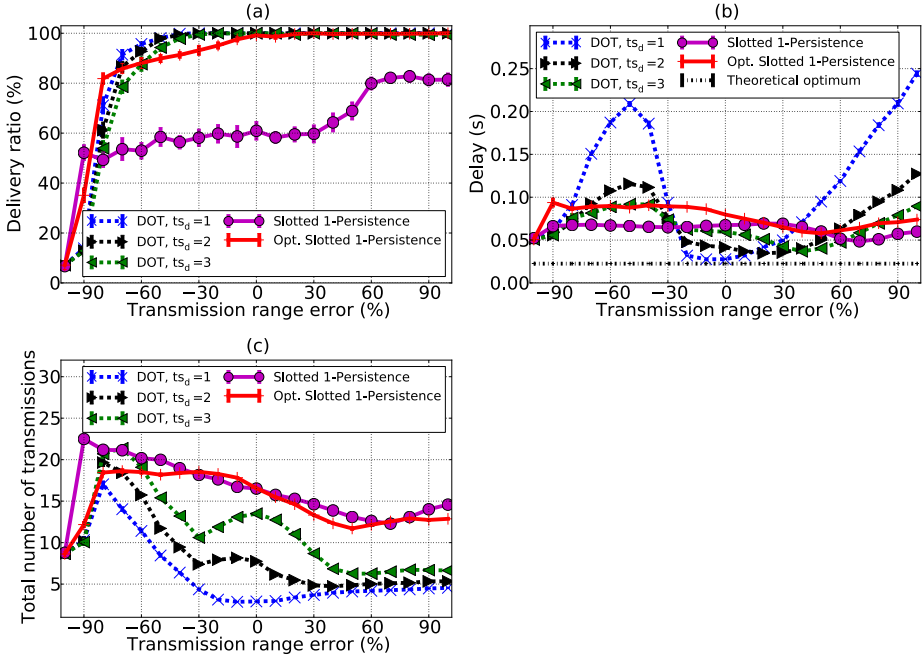 (a)
Delivery ratio (%)
100
80
60
40
20
0
DOT, ts_d=1
DOT, ts_d=2
DOT, ts_d=3
Slotted 1-Persistence
Opt. Slotted 1-Persistence
−90 −60 −30 0 30 60 90
Transmission range error (%)
(b)
Delay (s)
0.25
0.20
0.15
0.10
0.05
0.00
DOT, ts_d=1
DOT, ts_d=2
DOT, ts_d=3
Slotted 1-Persistence
Opt. Slotted 1-Persistence
Theoretical optimum
−90 −60 −30 0 30 60 90
Transmission range error (%)
(c)
Total number of transmissions
30
25
20
15
10
5
DOT, ts_d=1
DOT, ts_d=2
DOT, ts_d=3
Slotted 1-Persistence
Opt. Slotted 1-Persistence
−90 −60 −30 0 30 60 90
Transmission range error (%)